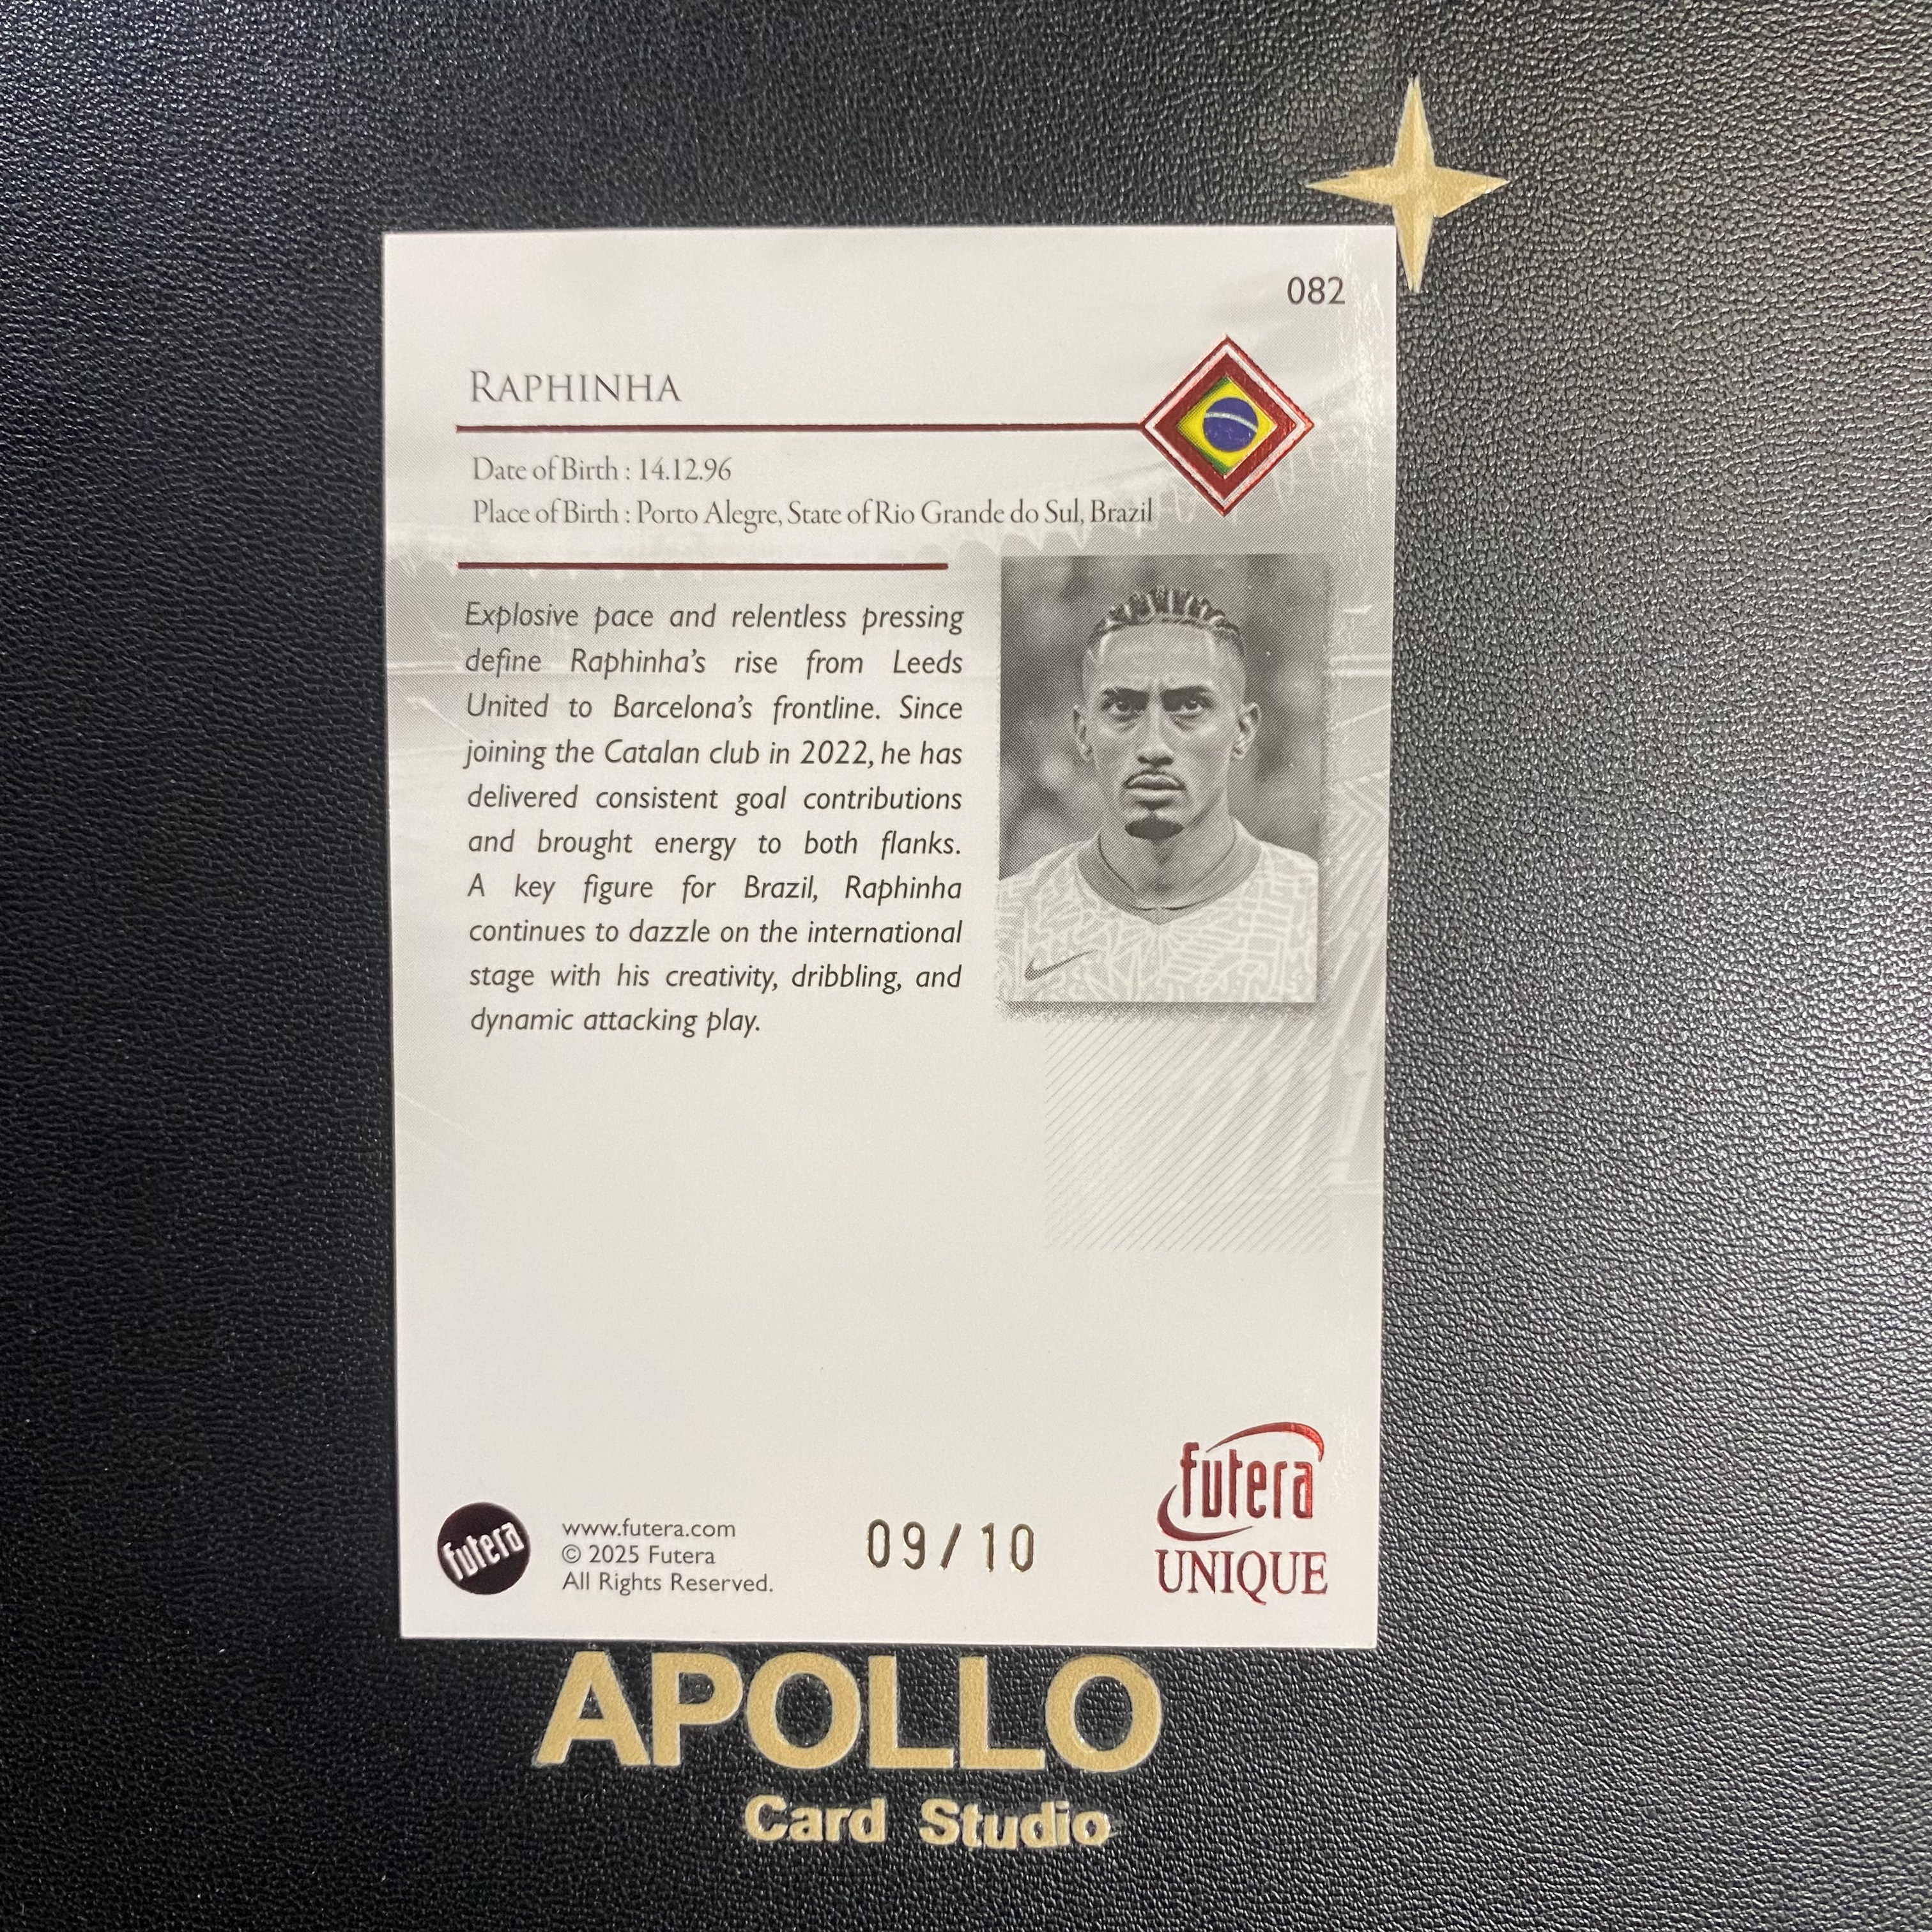 082
RAPHINHA
Date of Birth : 14.12.96
Place of Birth : Porto Alegre, State of Rio Grande do Sul, Brazil
Explosive pace and relentless pressing
define Raphinha's rise from Leeds
United to Barcelona's frontline. Since
joining the Catalan club in 2022, he has
delivered consistent goal contributions
and brought energy to both flanks.
A key figure for Brazil, Raphinha
continues to dazzle on the international
stage with his creativity, dribbling, and
dynamic attacking play.
futera
www.futera.com
© 2025 Futera
All Rights Reserved.
09/10
futera
UNIQUE
APOLLO
Card Studio